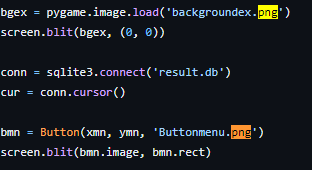 bgex = pygame.image.load('backgroundex.png')
screen.blit(bgex, (0, 0))
conn = sqlite3.connect('result.db')
cur = conn.cursor()
bmn = Button(xmn, ymn, 'Buttonmenu.png')
screen.blit(bmn.image, bmn.rect)